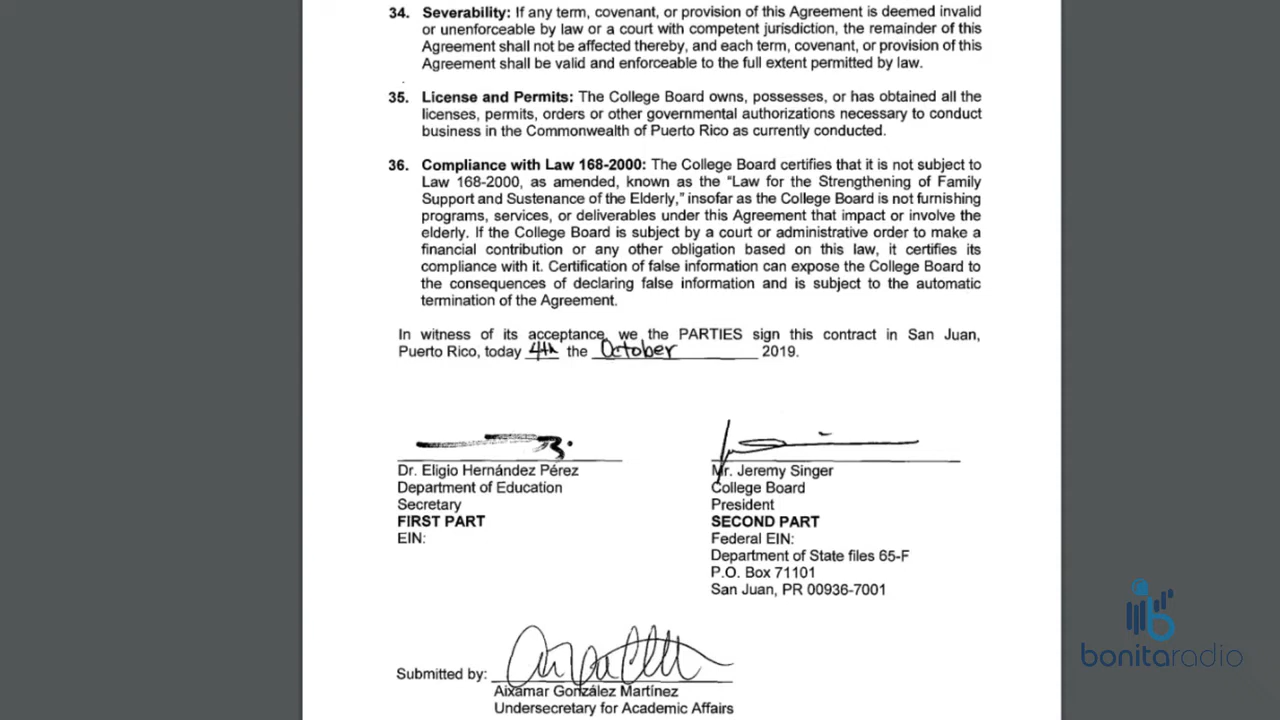 34. Severability: If any term, covenant, or provision of this Agreement is deemed invalid
or unenforceable by law or a court with competent jurisdiction, the remainder of this
Agreement shall not be affected thereby, and each term, covenant, or provision of this
Agreement shall be valid and enforceable to the full extent permitted by law.
35. License and Permits: The College Board owns, possesses, or has obtained all the
licenses, permits, orders or other governmental authorizations necessary to conduct
business in the Commonwealth of Puerto Rico as currently conducted.
36. Compliance with Law 168-2000: The College Board certifies that it is not subject to
Law 168-2000, as amended, known as the "Law for the Strengthening of Family
Support and Sustenance of the Elderly," insofar as the College Board is not furnishing
programs, services, or deliverables under this Agreement that impact or involve the
elderly. If the College Board is subject by a court or administrative order to make a
financial contribution or any other obligation based on this law, it certifies its
compliance with it. Certification of false information can expose the College Board to
the consequences of declaring false information and is subject to the automatic
termination of the Agreement.
In witness of its acceptance, we the PARTIES sign this contract in San Juan,
Puerto Rico, today 4th the October 2019.
Dr. Eligio Hernández Pérez
Department of Education
Secretary
FIRST PART
EIN:
Mr. Jeremy Singer
College Board
President
SECOND PART
Federal EIN:
Department of State files 65-F
P.O. Box 71101
San Juan, PR 00936-7001
Submitted by:
Aixamar González Martínez
Undersecretary for Academic Affairs
bonitaradio